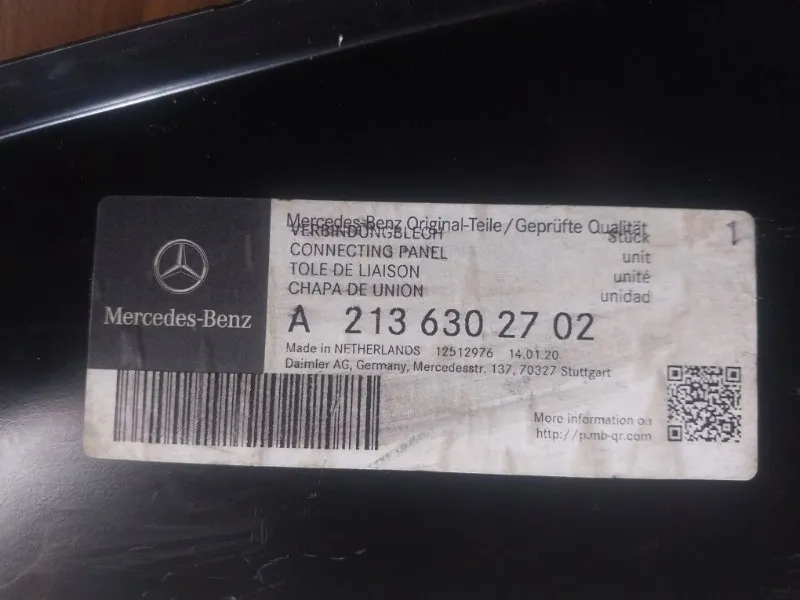 Mercedes-Benz Original-Teile/Geprüfte Qualität
VERBINDUNGBLECH Stück 1
CONNECTING PANEL unit
TOLE DE LIAISON unité
CHAPA DE UNION unidad
Mercedes-Benz
A 213 630 27 02
Made in NETHERLANDS 12512976 14.01.20
Daimler AG, Germany, Mercedesstr. 137, 70327 Stuttgart
More information on
http://p.mb-qr.com